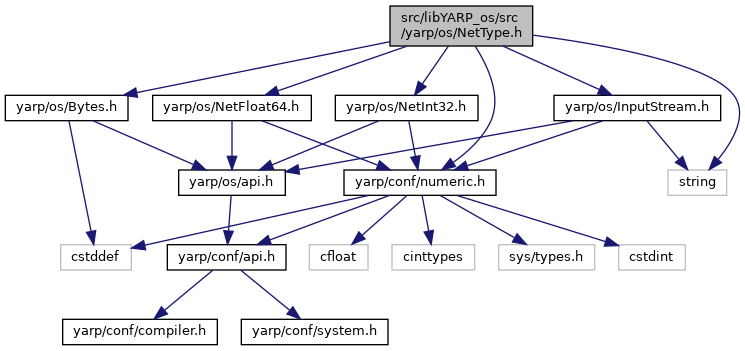 src/libYARP_os/src
/yarp/os/NetType.h
yarp/os/Bytes.h
yarp/os/NetFloat64.h
yarp/os/NetInt32.h
yarp/os/InputStream.h
yarp/os/api.h
yarp/conf/numeric.h
string
cstddef
yarp/conf/api.h
cfloat
cinttypes
sys/types.h
cstdint
yarp/conf/compiler.h
yarp/conf/system.h